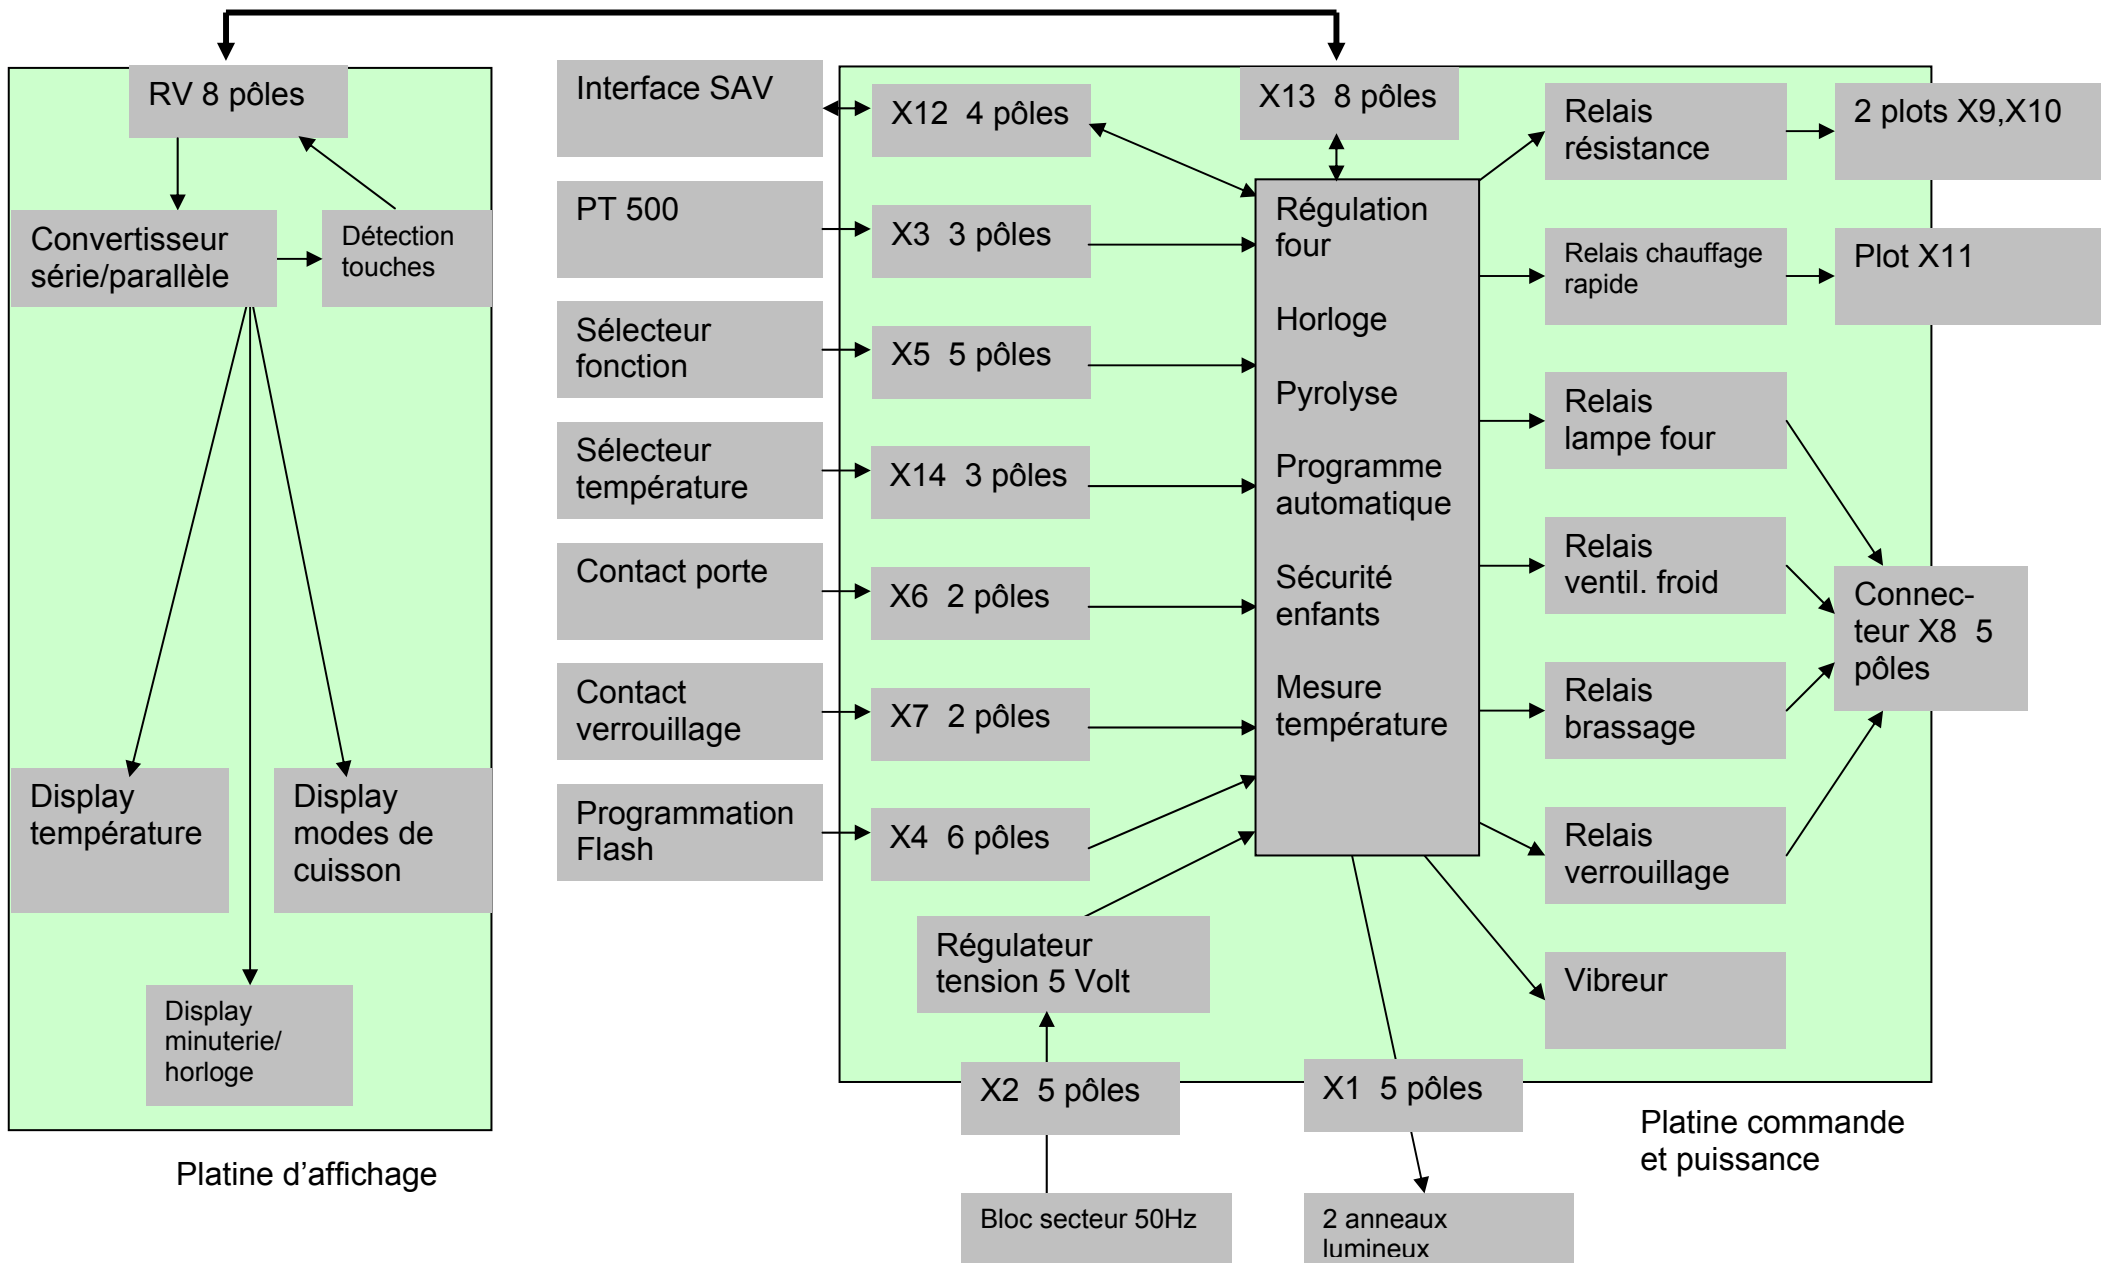 RV 8 pôles
Convertisseur
série/parallèle
Détection
touches
Display
température
Display
modes de
cuisson
Display
minuterie/
horloge
Platine d’affichage
Interface SAV
PT 500
Sélecteur
fonction
Sélecteur
température
Contact porte
Contact
verrouillage
Programmation
Flash
X12 4 pôles
X3 3 pôles
X5 5 pôles
X14 3 pôles
X6 2 pôles
X7 2 pôles
X4 6 pôles
Régulateur
tension 5 Volt
X2 5 pôles
Bloc secteur 50Hz
X13 8 pôles
Régulation
four
Horloge
Pyrolyse
Programme
automatique
Sécurité
enfants
Mesure
température
X1 5 pôles
2 anneaux
lumineux
Relais
résistance
Relais chauffage
rapide
Relais
lampe four
Relais
ventil. froid
Relais
brassage
Relais
verrouillage
Vibreur
2 plots X9,X10
Plot X11
Connec-
teur X8 5
pôles
Platine commande
et puissance